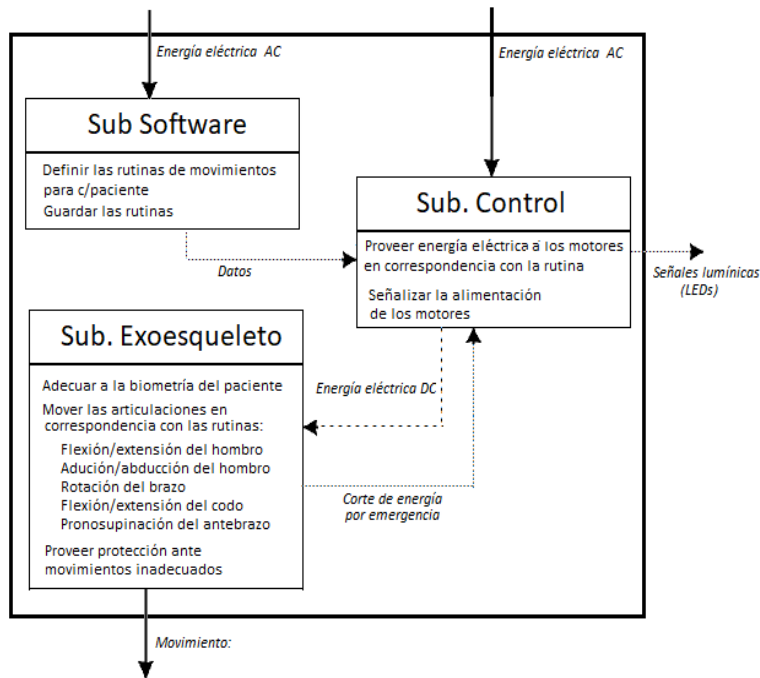 Energía eléctrica AC
Energía eléctrica AC
Sub Software
Definir las rutinas de movimientos
para c/paciente
Guardar las rutinas
Sub. Control
Proveer energía eléctrica a los motores
en correspondencia con la rutina
Señalizar la alimentación
de los motores
Datos
Señales lumínicas
(LEDs)
Sub. Exoesqueleto
Adecuar a la biometría del paciente
Mover las articulaciones en
correspondencia con las rutinas:
Flexión/extensión del hombro
Adución/abducción del hombro
Rotación del brazo
Flexión/extensión del codo
Pronosupinación del antebrazo
Proveer protección ante
movimientos inadecuados
Energía eléctrica DC
Corte de energía
por emergencia
Movimiento: